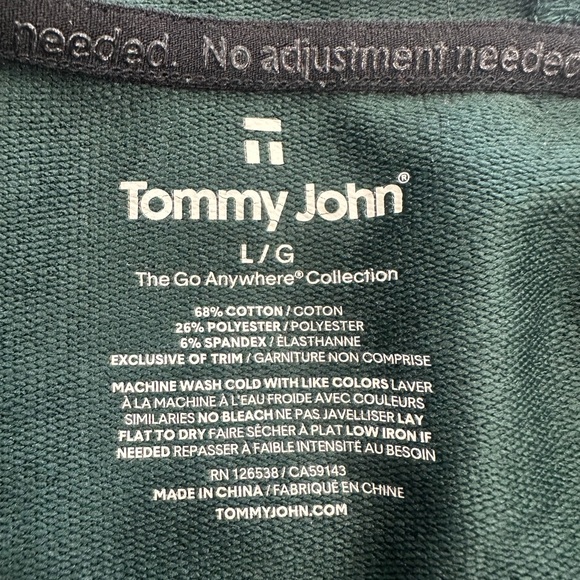 needed. No adjustment needed
Tommy John®
L / G
The Go Anywhere® Collection
68% COTTON / COTON
26% POLYESTER / POLYESTER
6% SPANDEX / ÉLASTHANNE
EXCLUSIVE OF TRIM / GARNITURE NON COMPRISE
MACHINE WASH COLD WITH LIKE COLORS LAVER
À LA MACHINE À L'EAU FROIDE AVEC COULEURS
SIMILARIES NO BLEACH NE PAS JAVELLISER LAY
FLAT TO DRY FAIRE SÉCHER À PLAT LOW IRON IF
NEEDED REPASSER À FAIBLE INTENSITÉ AU BESOIN
RN 126538 / CA59143
MADE IN CHINA / FABRIQUÉ EN CHINE
TOMMYJOHN.COM